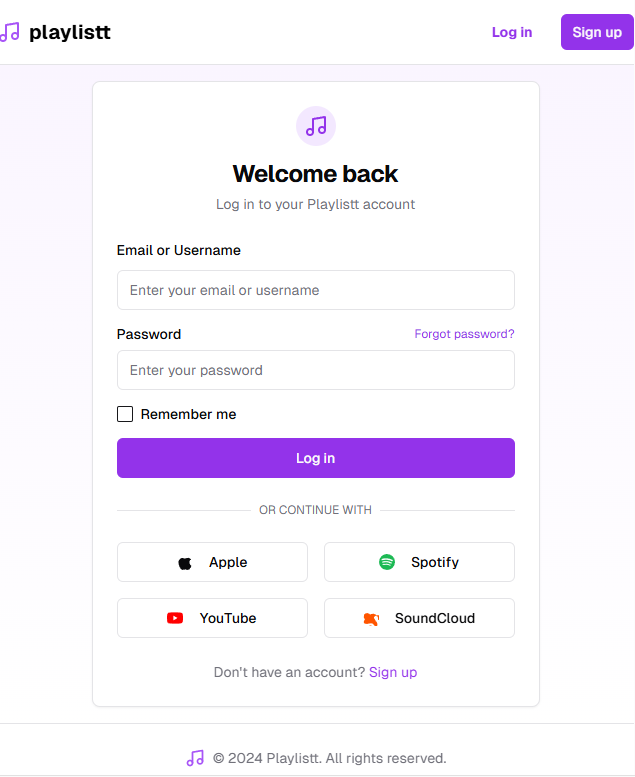 playlistt
Log in
Sign up
Welcome back
Log in to your Playlistt account
Email or Username
Enter your email or username
Password
Forgot password?
Enter your password
Remember me
Log in
OR CONTINUE WITH
Apple
Spotify
YouTube
SoundCloud
Don't have an account? Sign up
© 2024 Playlistt. All rights reserved.